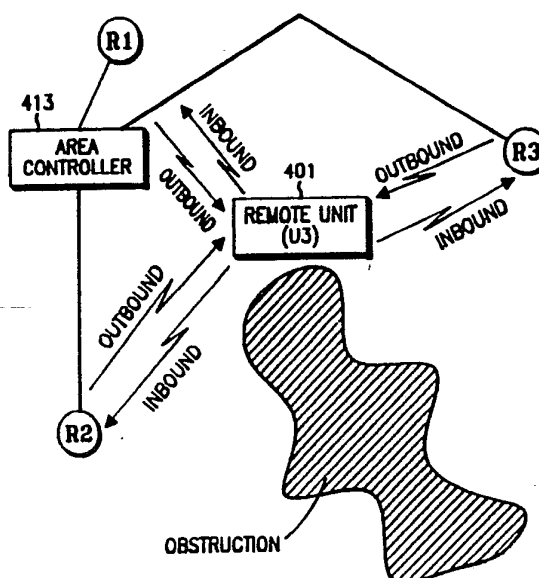 R1
413
AREA
CONTROLLER
INBOUND
OUTBOUND
401
REMOTE UNIT
(U3)
OUTBOUND
INBOUND
R3
OUTBOUND
INBOUND
R2
OBSTRUCTION